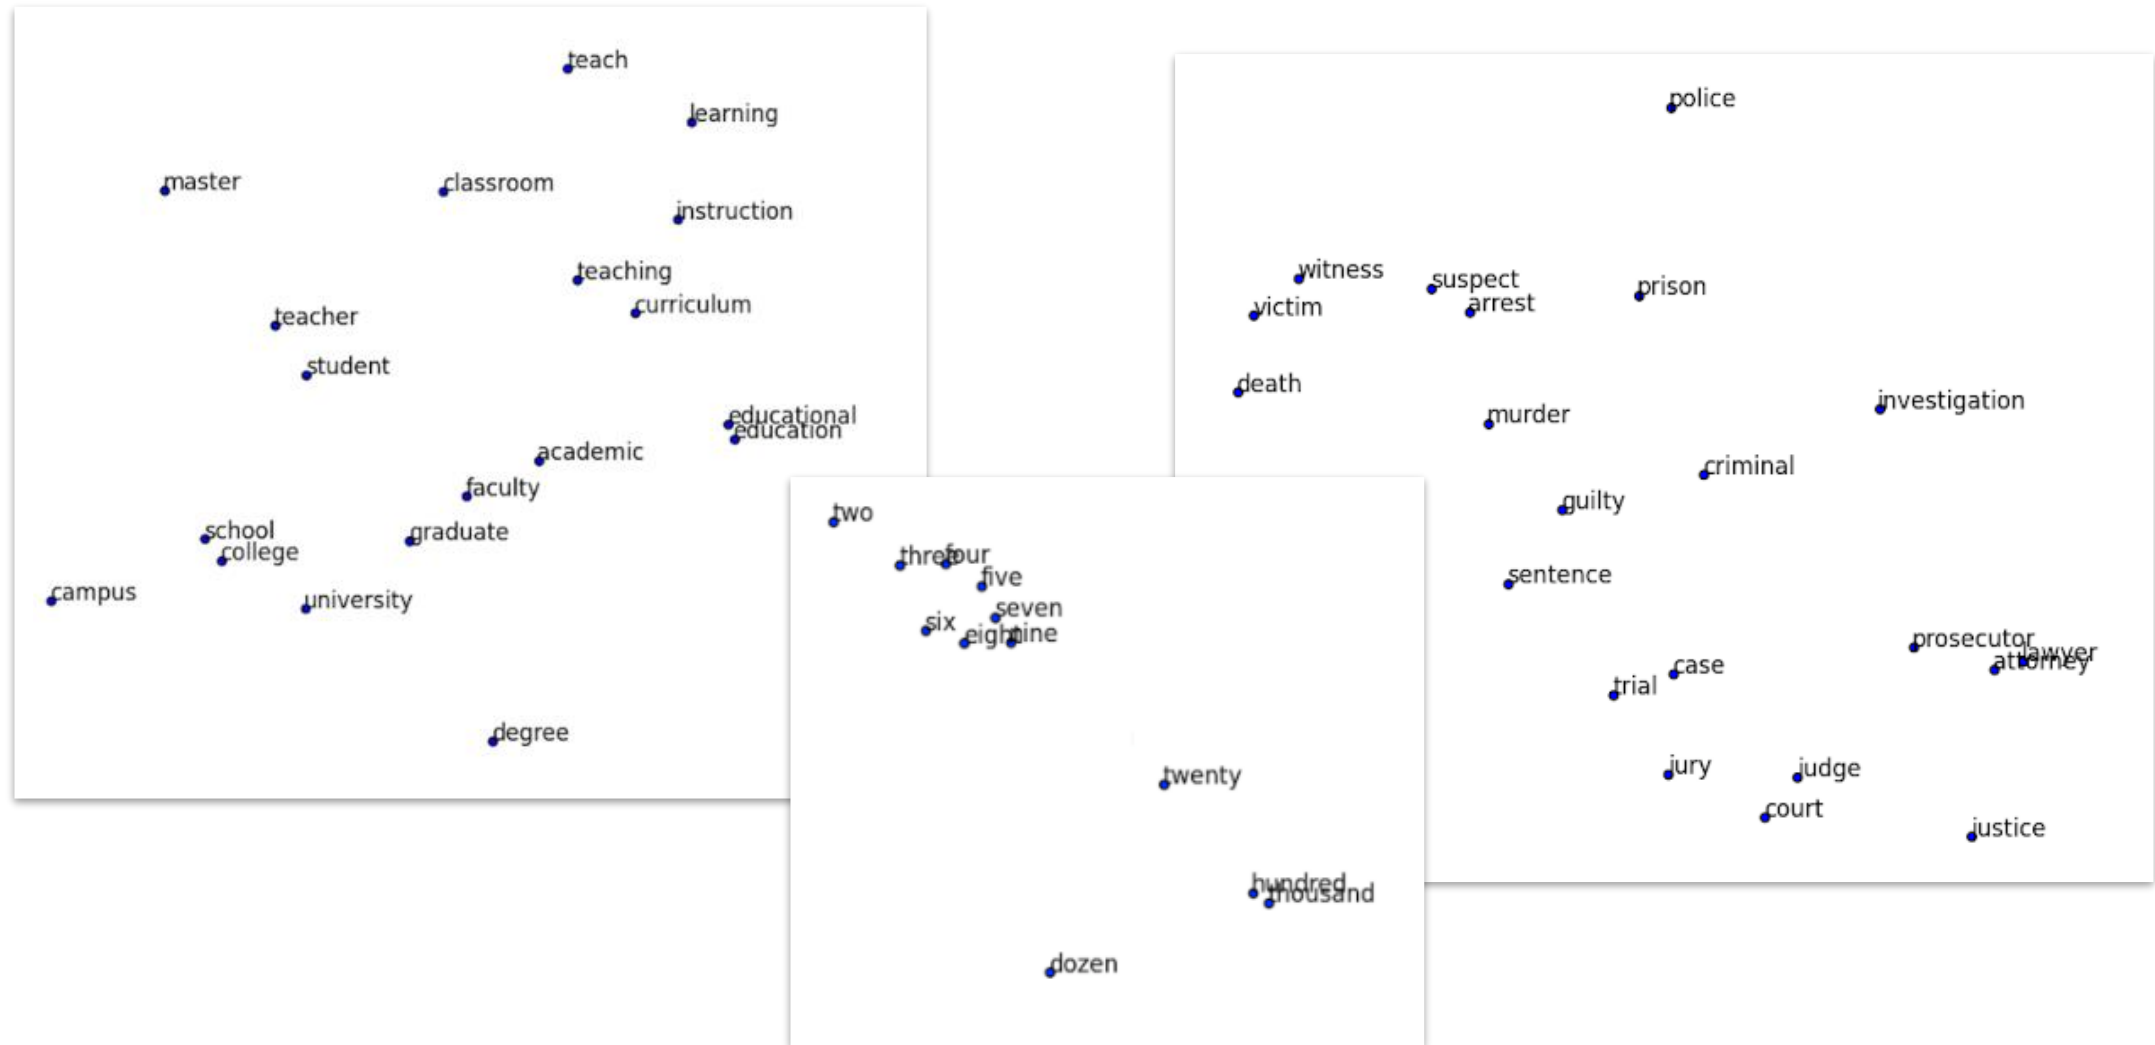 teach
learning
master
classroom
instruction
teaching
curriculum
teacher
student
educational
education
academic
faculty
school
graduate
college
campus
university
degree
two
three
four
five
seven
six
eight
nine
twenty
hundred
thousand
dozen
police
witness
suspect
prison
arrest
victim
death
investigation
murder
criminal
guilty
sentence
prosecutor
lawyer
attorney
case
trial
jury
judge
court
justice